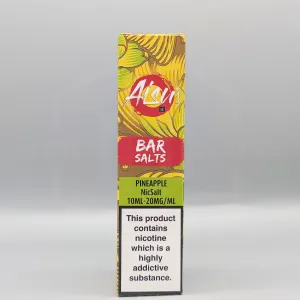 Aisu
BAR
SALTS
PINEAPPLE
NicSalt
10ML-20MG/ML
This product
contains
nicotine
which is a
highly
addictive
substance.